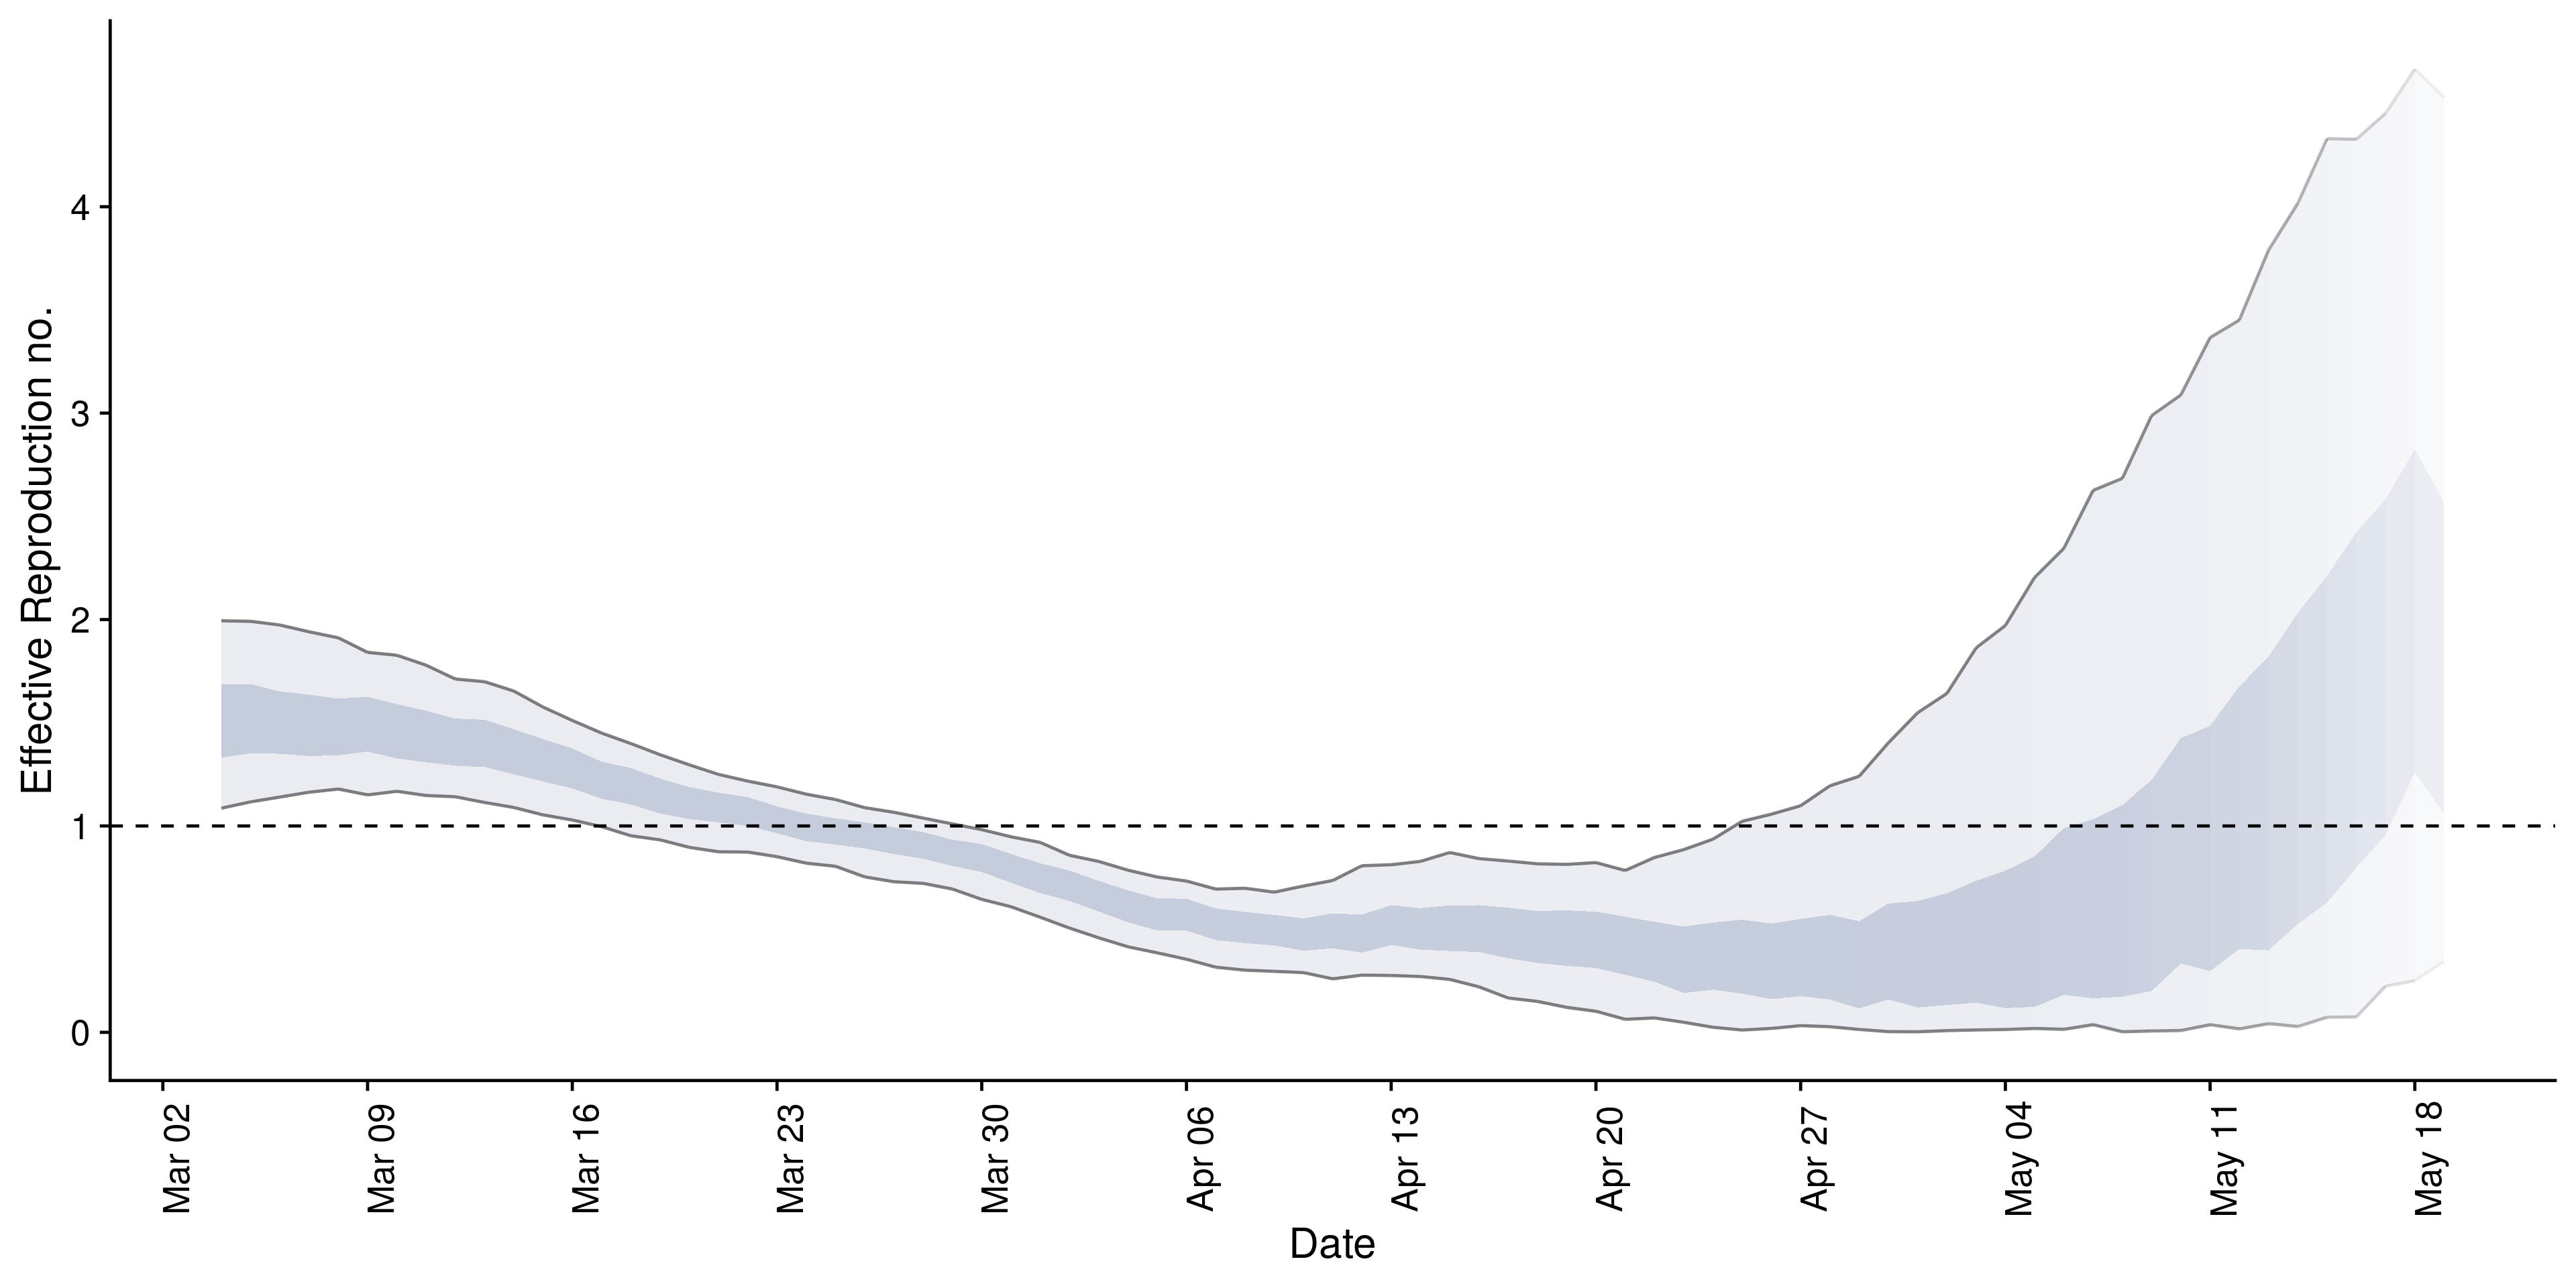 Effective Reproduction no.
4
3
2
1
0
Mar 02
Mar 09
Mar 16
Mar 23
Mar 30
Apr 06
Apr 13
Apr 20
Apr 27
May 04
May 11
May 18
Date